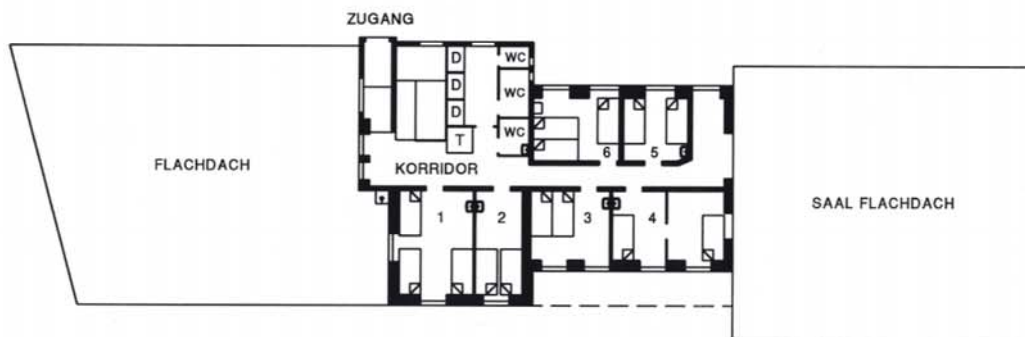 ZUGANG
D
WC
D
WC
D
WC
T
6
5
FLACHDACH
KORRIDOR
SAAL FLACHDACH
1
2
3
4